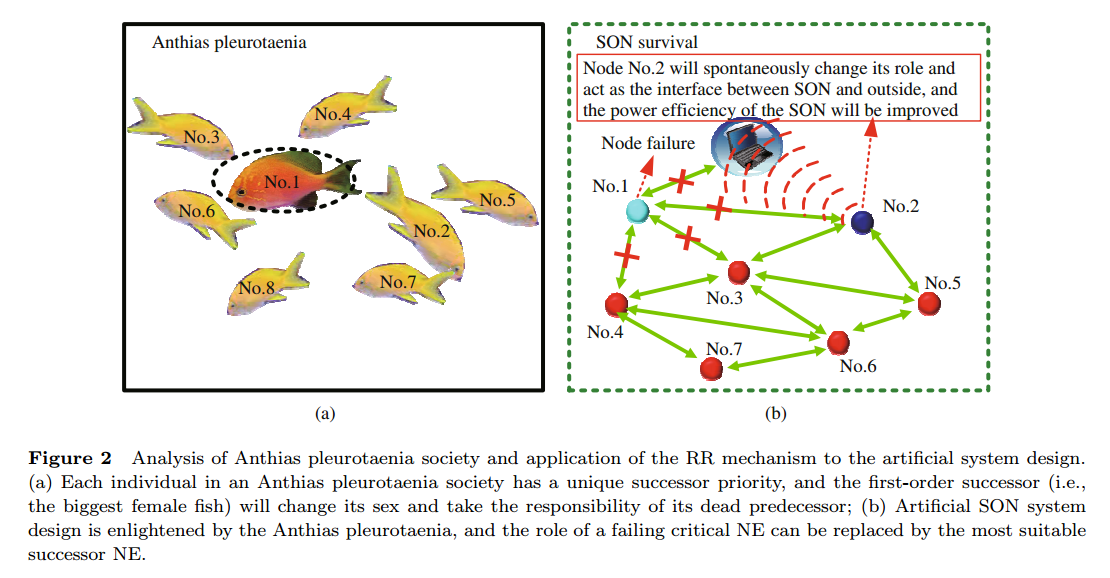 Anthias pleurotaenia
No.4
No.3
No.1
No.6
No.5
No.2
No.8
No.7
(a)
SON survival
Node No.2 will spontaneously change its role and
act as the interface between SON and outside, and
the power efficiency of the SON will be improved
Node failure
No.1
No.2
No.3
No.5
No.4
No.7
No.6
(b)
Figure 2 Analysis of Anthias pleurotaenia society and application of the RR mechanism to the artificial system design.
(a) Each individual in an Anthias pleurotaenia society has a unique successor priority, and the first-order successor (i.e.,
the biggest female fish) will change its sex and take the responsibility of its dead predecessor; (b) Artificial SON system
design is enlightened by the Anthias pleurotaenia, and the role of a failing critical NE can be replaced by the most suitable
successor NE.